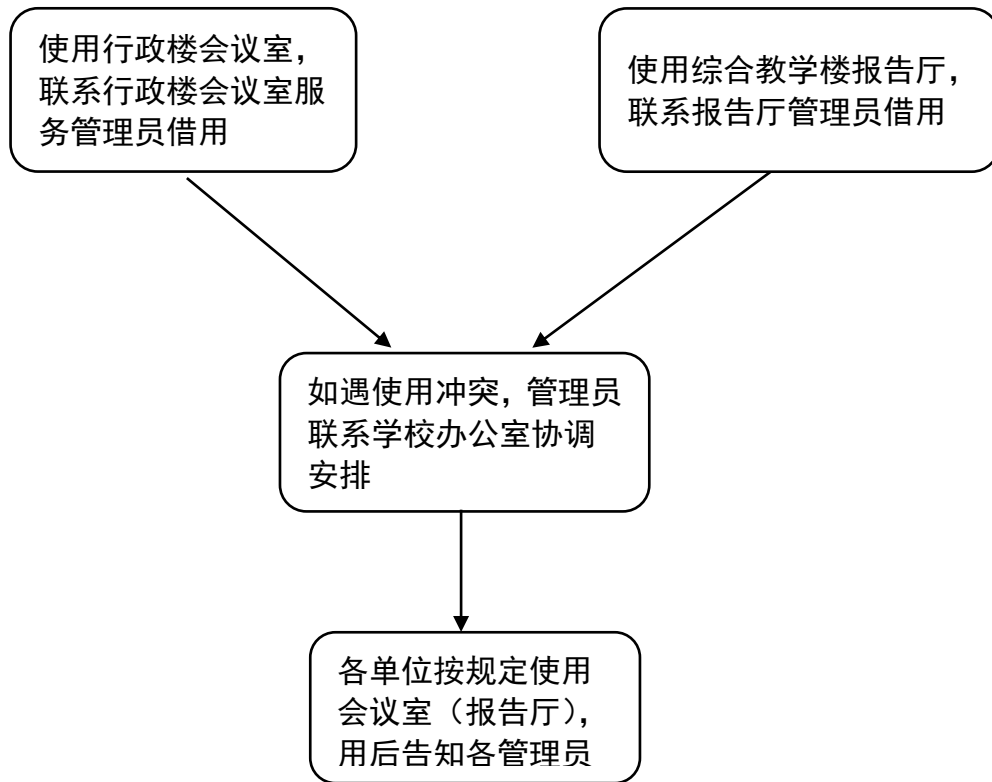 使用行政楼会议室，
联系行政楼会议室服
务管理员借用
使用综合教学楼报告厅，
联系报告厅管理员借用
如遇使用冲突，管理员
联系学校办公室协调
安排
各单位按规定使用
会议室（报告厅），
用后告知各管理员